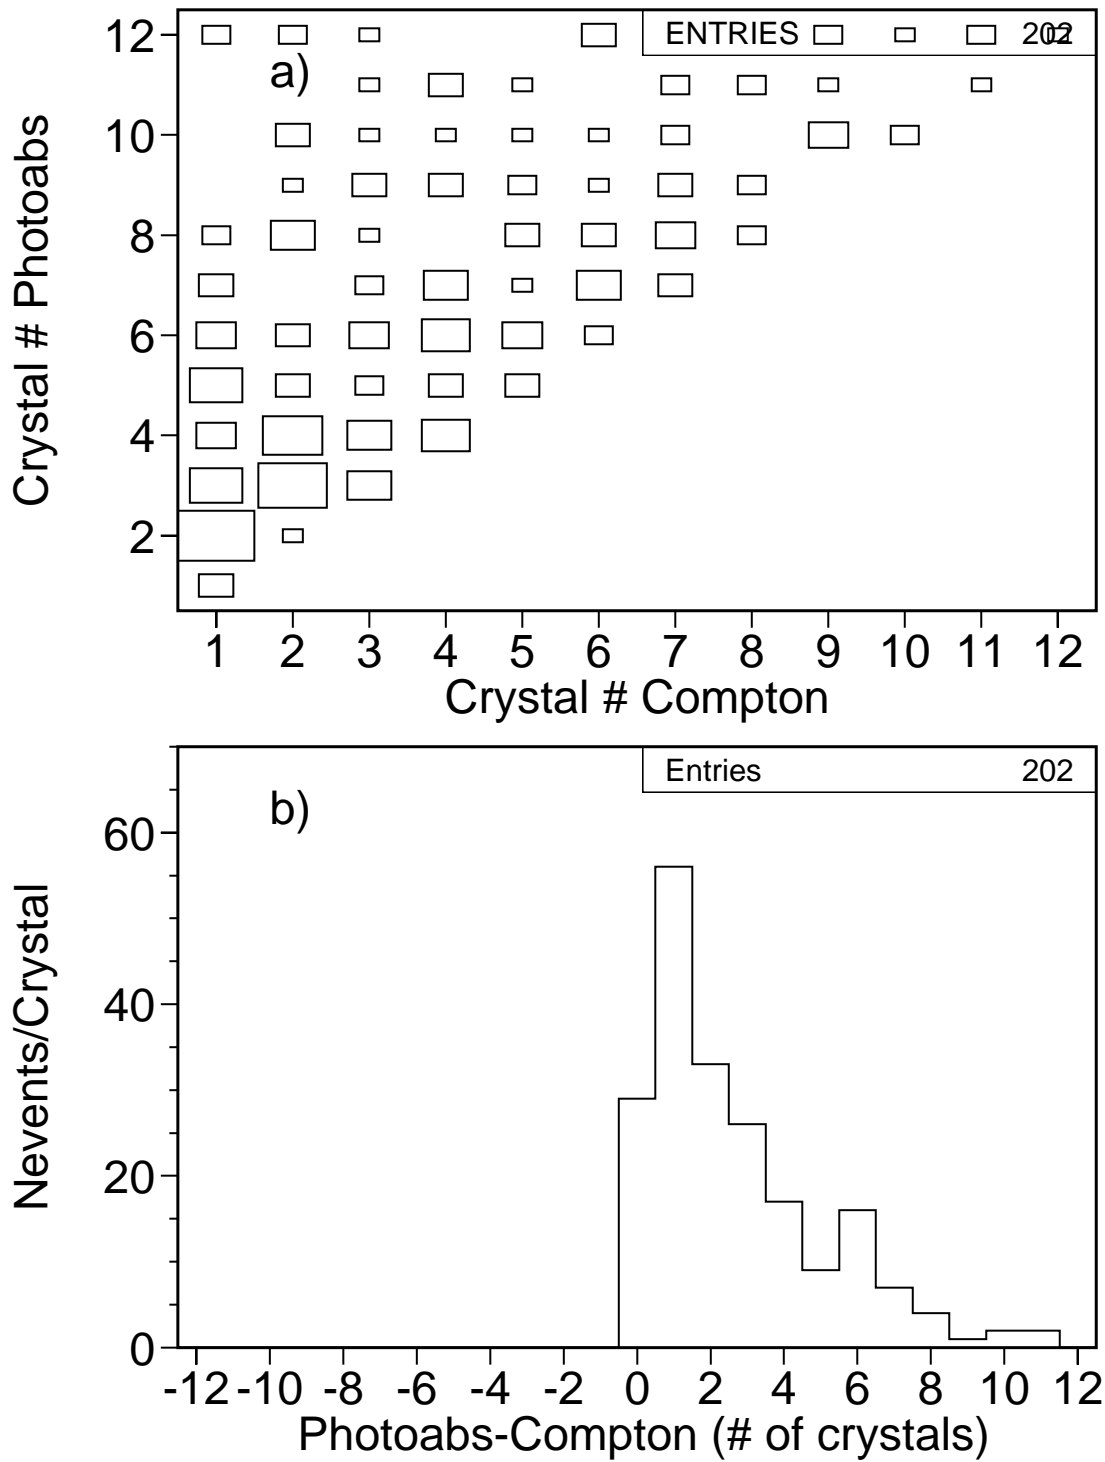 ENTRIES 202
a)
12
10
8
6
4
2
Crystal # Photoabs
1 2 3 4 5 6 7 8 9 10 11 12
Crystal # Compton
Entries 202
b)
60
40
20
0
Nevents/Crystal
-12 -10 -8 -6 -4 -2 0 2 4 6 8 10 12
Photoabs-Compton (# of crystals)